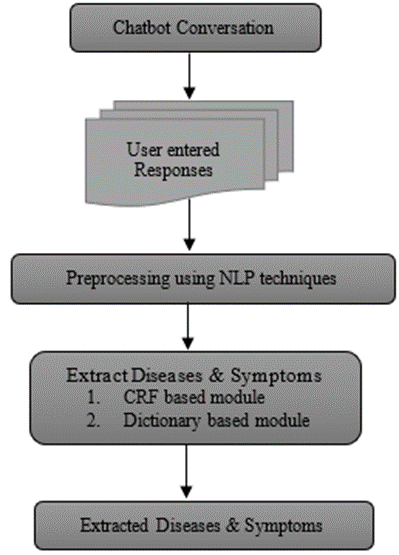 Chatbot Conversation
User entered
Responses
Preprocessing using NLP techniques
Extract Diseases & Symptoms
1. CRF based module
2. Dictionary based module
Extracted Diseases & Symptoms